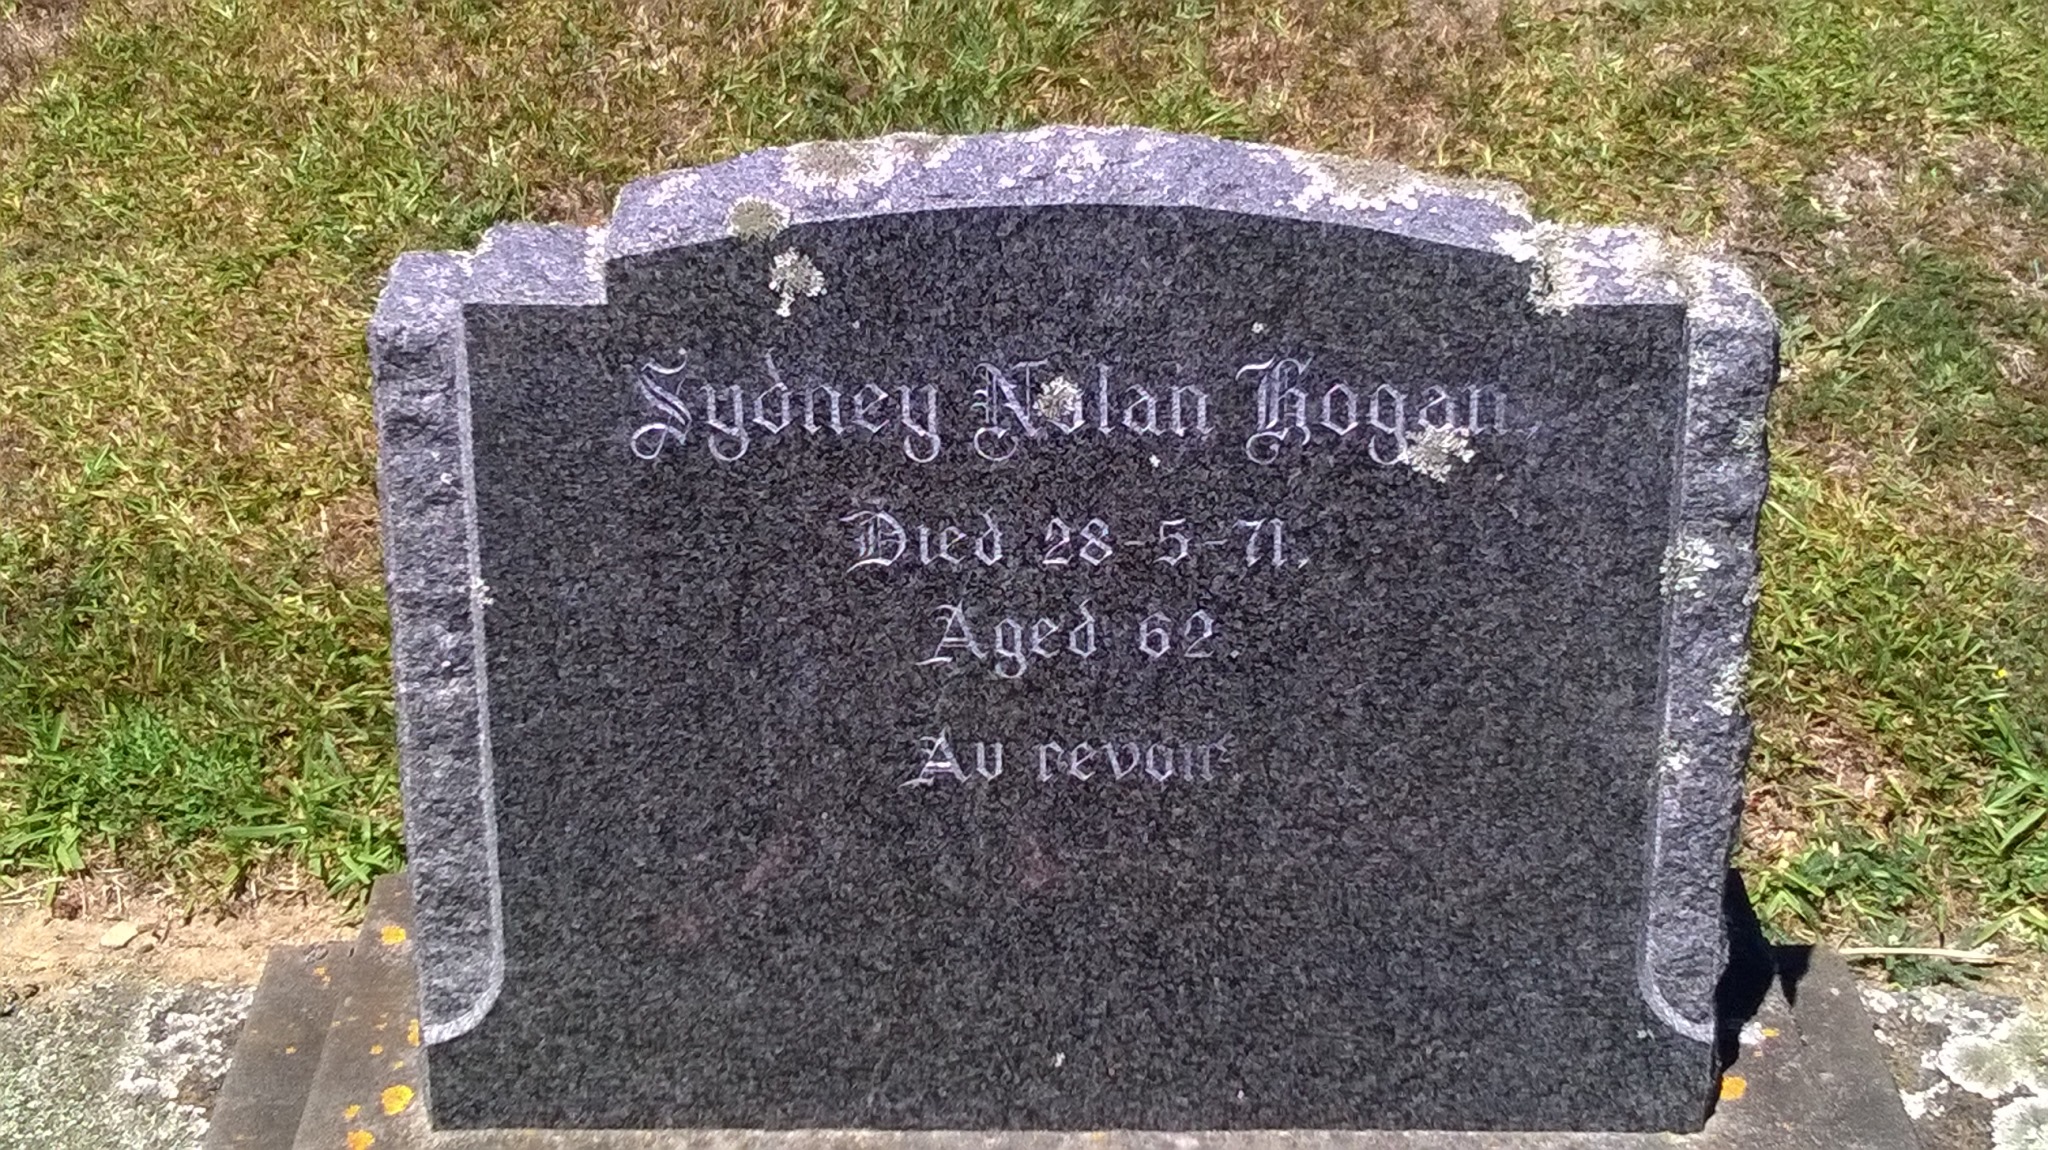 Sydney Nolan Hogan,
Died 28-5-71.
Aged 62.
Au revoir